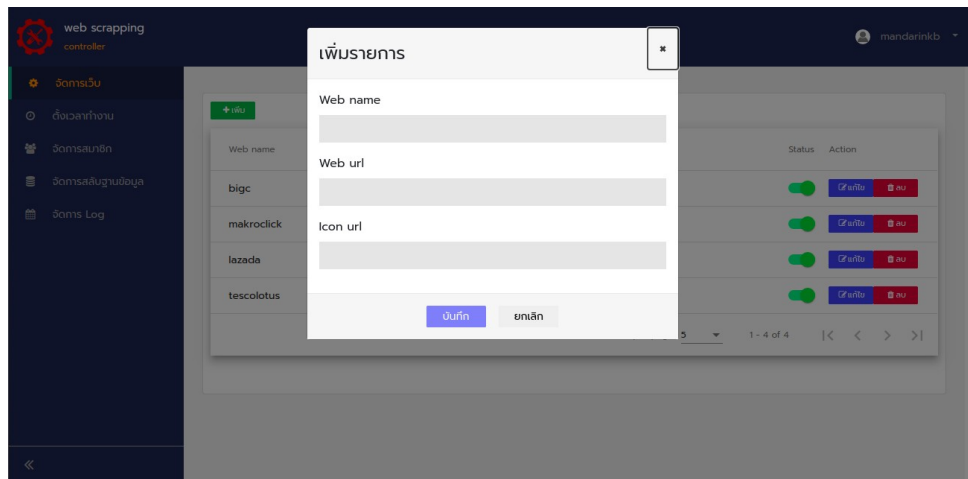 web scrapping
controller
mandarinkb
เพิ่มรายการ
จัดการเว็บ
ตั้งเวลาทำงาน
จัดการสมาชิก
จัดการสลับฐานข้อมูล
จัดการ Log
+ เพิ่ม
Web name
Web url
Icon url
บันทึก
ยกเลิก
Web name Status Action
bigc แก้ไข ลบ
makroclick แก้ไข ลบ
lazada แก้ไข ลบ
tescolotus แก้ไข ลบ
5 1 - 4 of 4